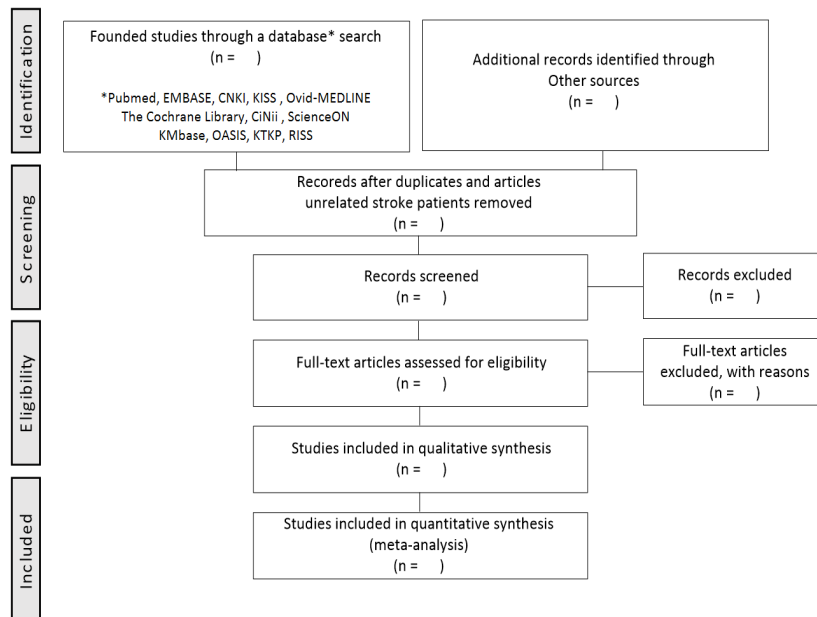 Identification
Founded studies through a database* search
(n =     )
*Pubmed, EMBASE, CNKI, KISS , Ovid-MEDLINE
The Cochrane Library, CiNii , ScienceON
KMbase, OASIS, KTKP, RISS
Additional records identified through
Other sources
(n =     )
Screening
Recoreds after duplicates and articles
unrelated stroke patients removed
(n =     )
Records screened
(n =     )
Records excluded
(n =     )
Eligibility
Full-text articles assessed for eligibility
(n =     )
Full-text articles
excluded, with reasons
(n =     )
Studies included in qualitative synthesis
(n =     )
Included
Studies included in quantitative synthesis
(meta-analysis)
(n =     )